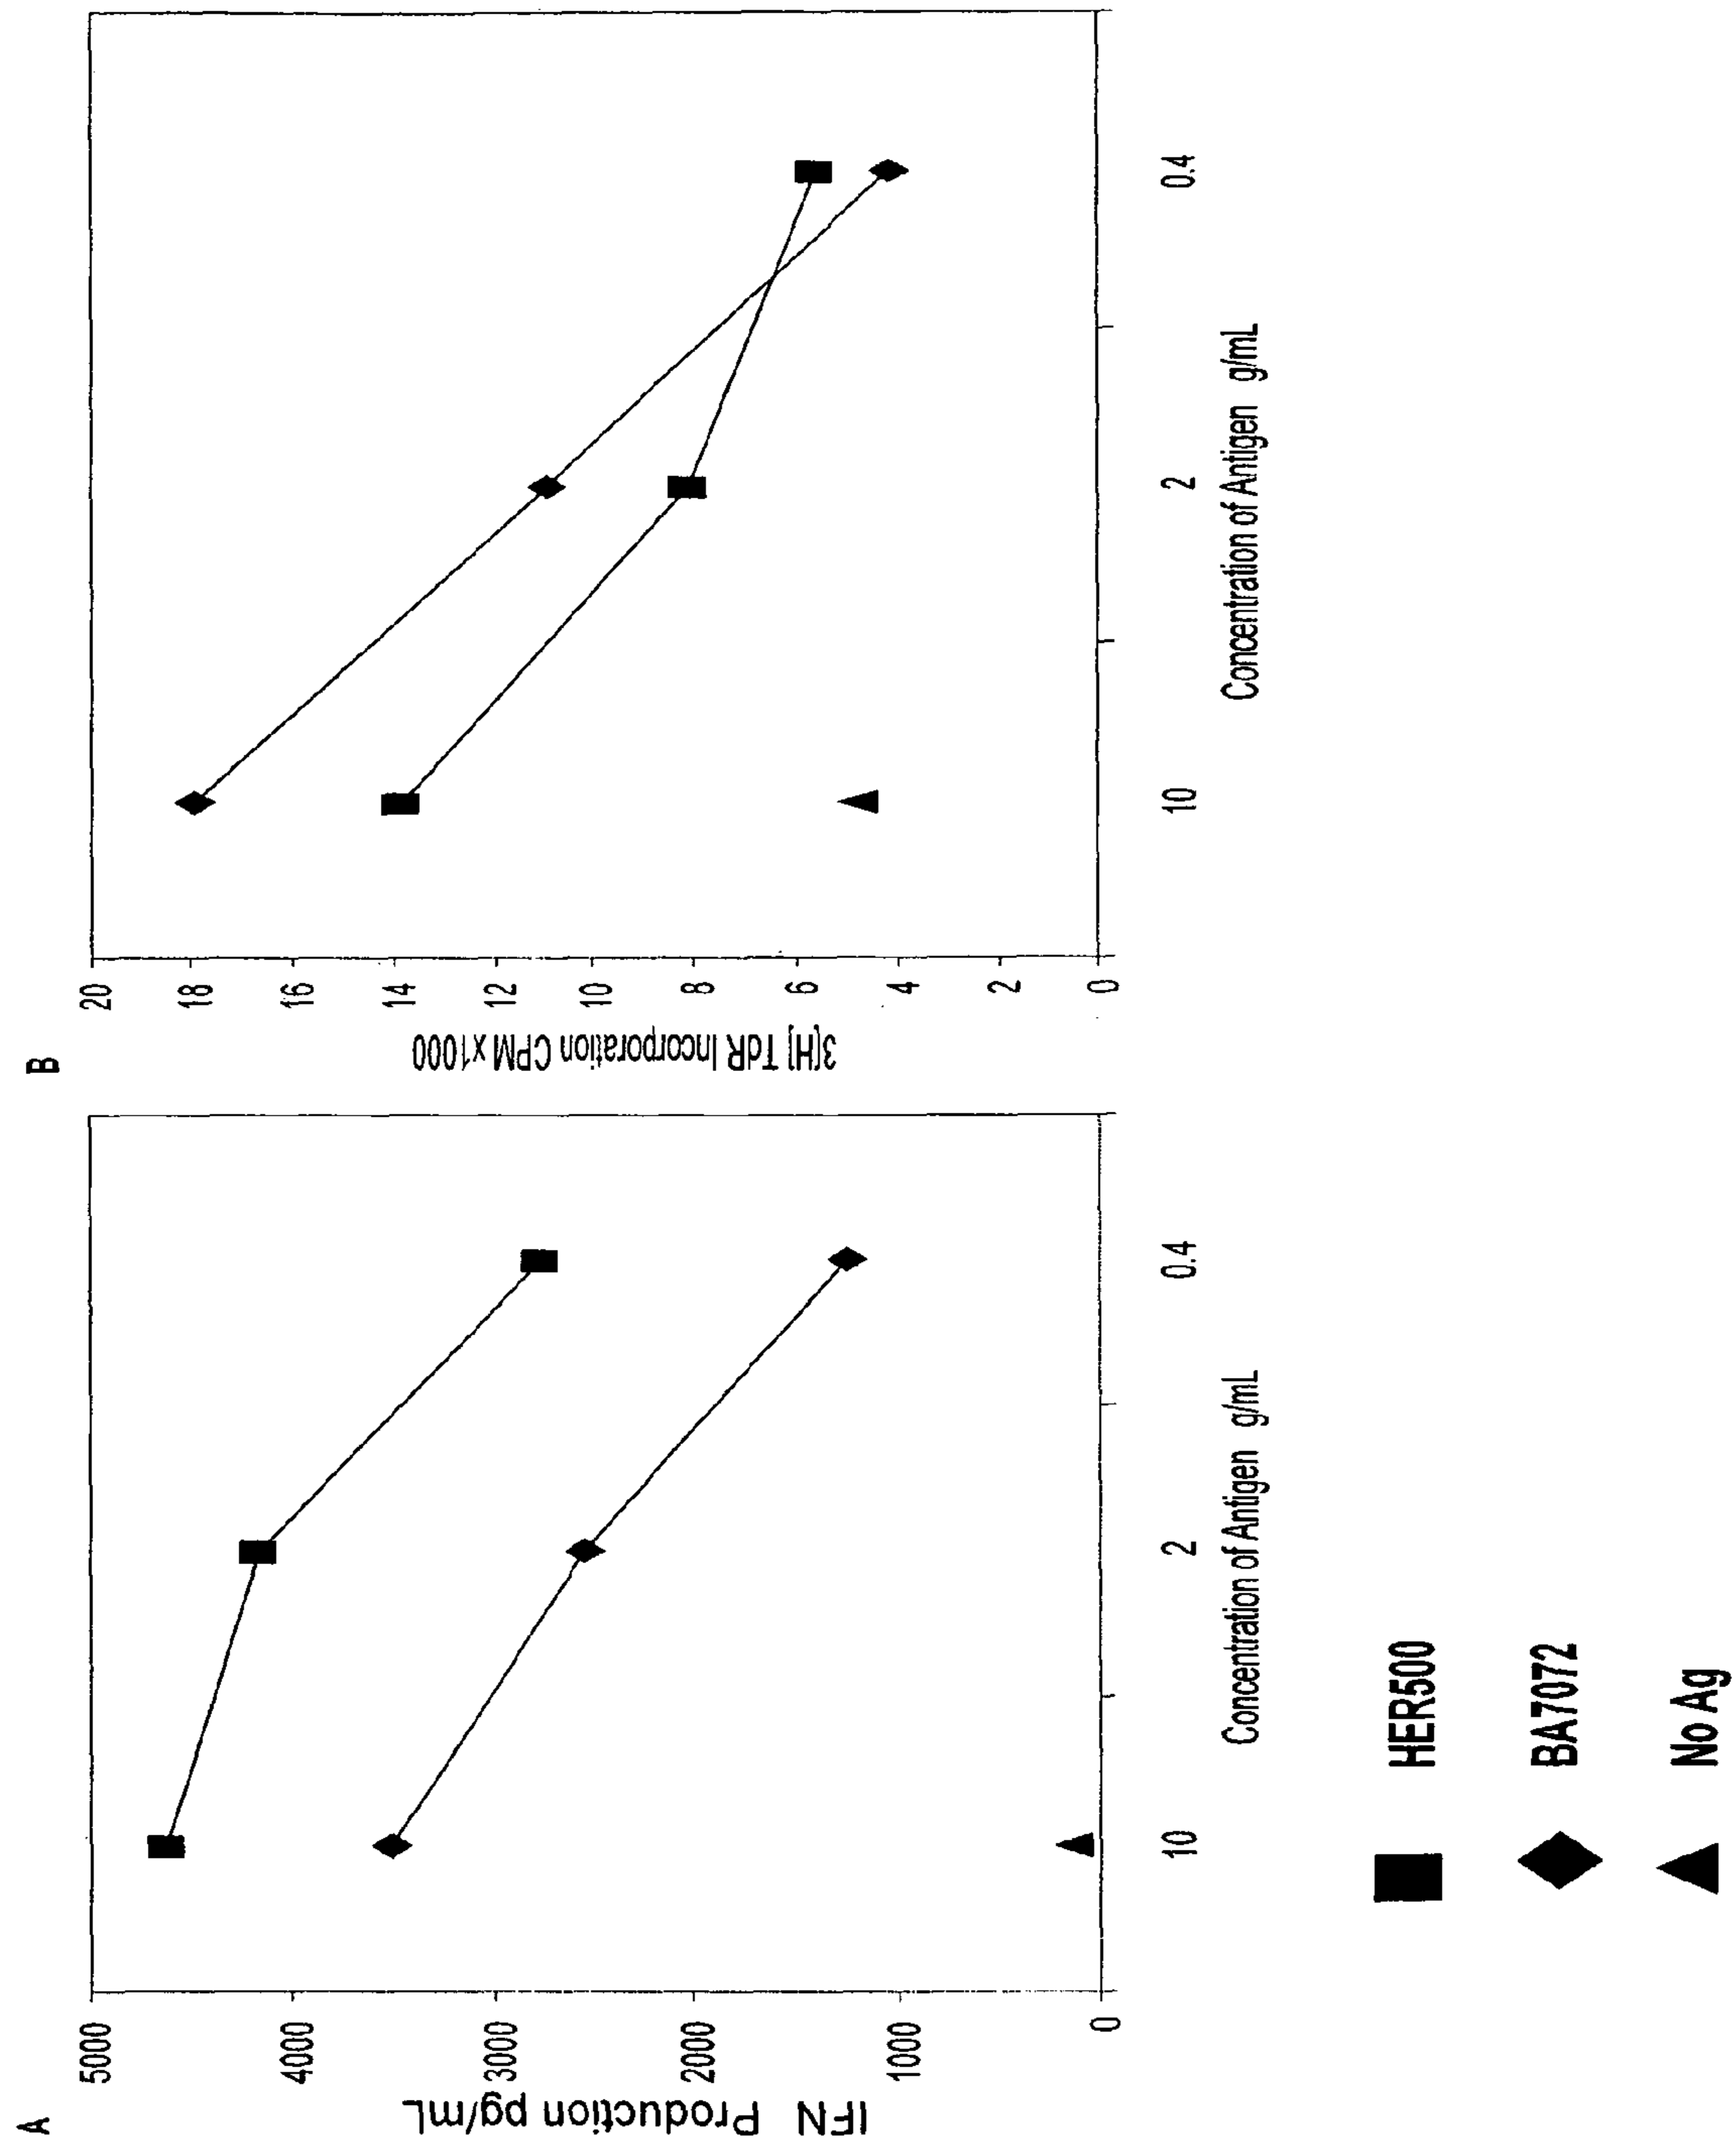 A
IFN Production pg/mL
5000
4000
3000
2000
1000
0
10
2
0.4
Concentration of Antigen g/mL
B
3[H] TdR Incorporation CPM x1000
20
18
16
14
12
10
8
6
4
2
0
10
2
0.4
Concentration of Antigen g/mL
HER500
BA7072
No Ag